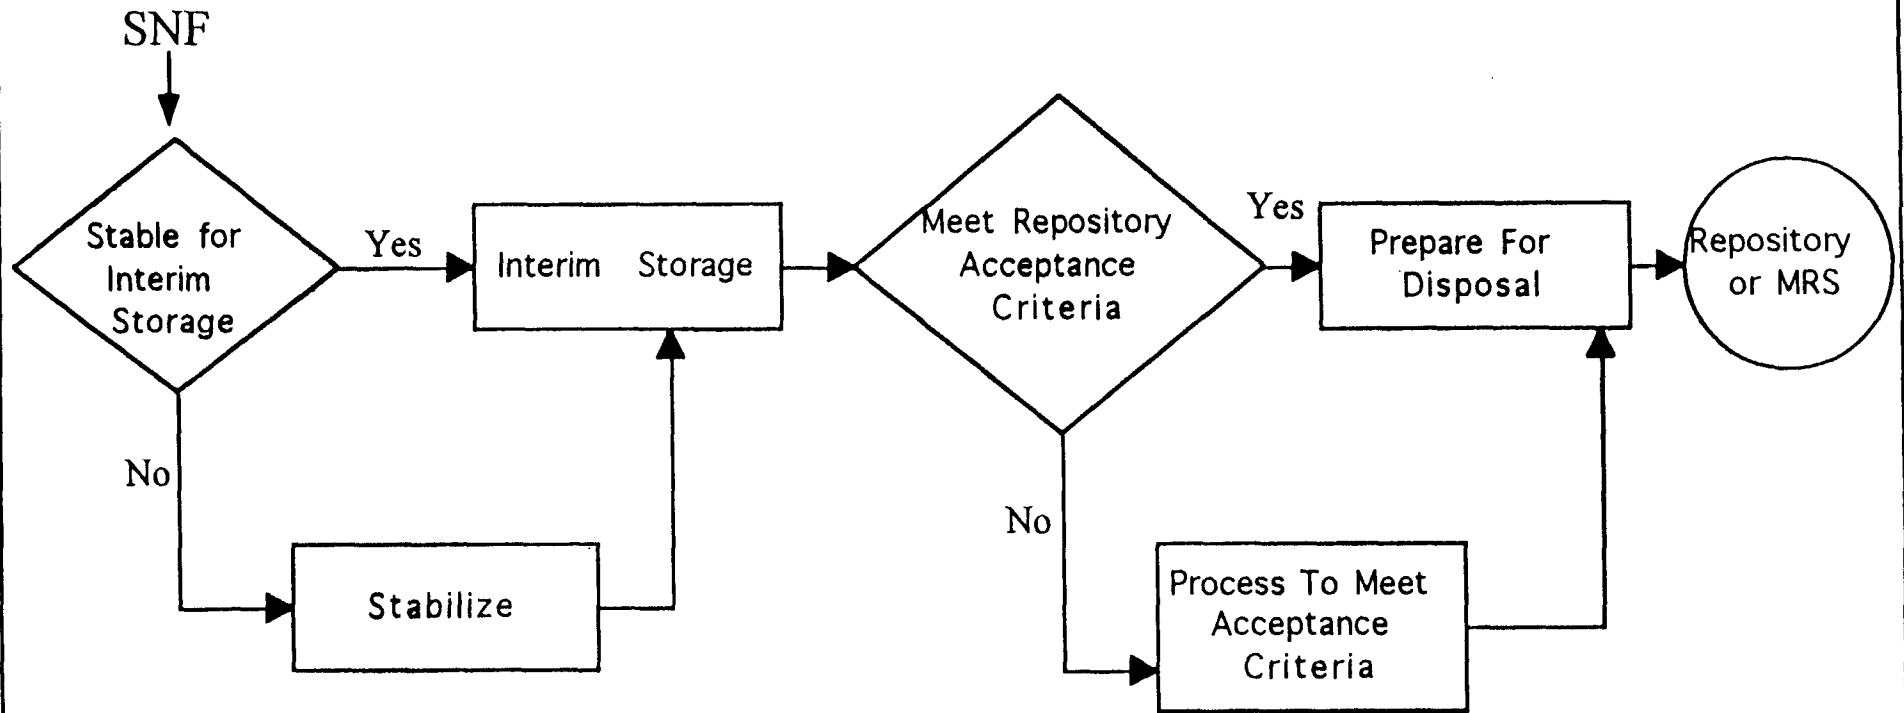 SNF
Stable for
Interim
Storage
Yes
No
Stabilize
Interim Storage
Meet Repository
Acceptance
Criteria
Yes
No
Process To Meet
Acceptance
Criteria
Prepare For
Disposal
Repository
or MRS